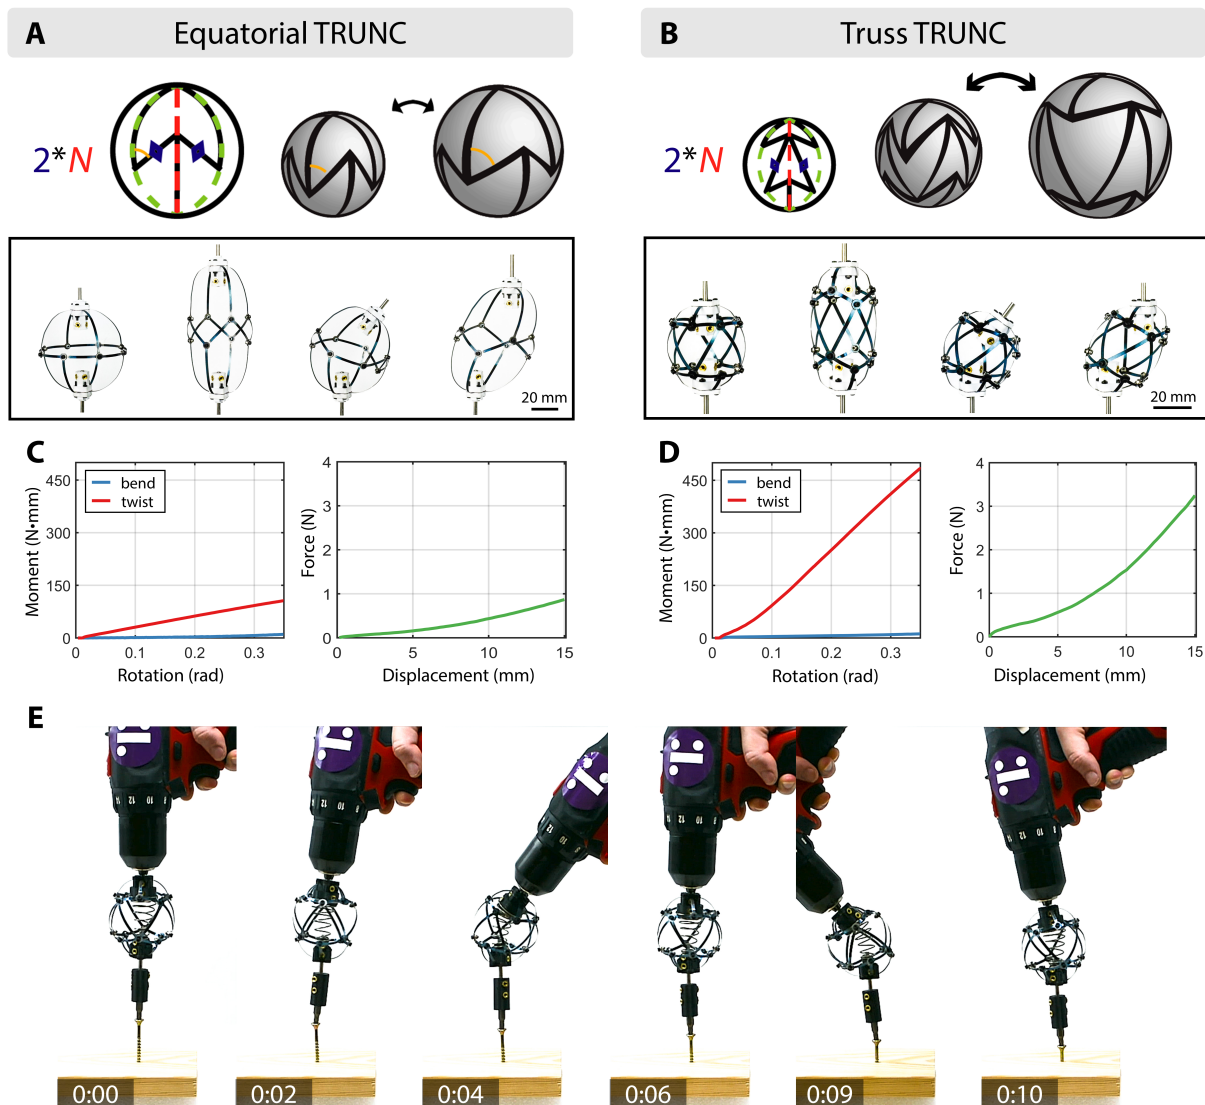 A Equatorial TRUNC
B Truss TRUNC
2*N
2*N
20 mm
20 mm
C
450
300
150
0
Moment (N•mm)
bend
twist
0 0.1 0.2 0.3
Rotation (rad)
4
3
2
1
0
Force (N)
0 5 10 15
Displacement (mm)
D
450
300
150
0
Moment (N•mm)
bend
twist
0 0.1 0.2 0.3
Rotation (rad)
4
3
2
1
0
Force (N)
0 5 10 15
Displacement (mm)
E
0:00
0:02
0:04
0:06
0:09
0:10